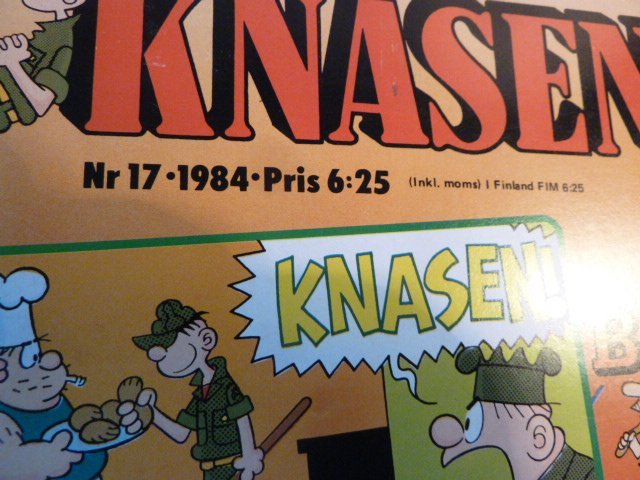 KNASEN
Nr 17 • 1984 • Pris 6:25 (Inkl. moms) I Finland FIM 6:25
KNASEN!
B